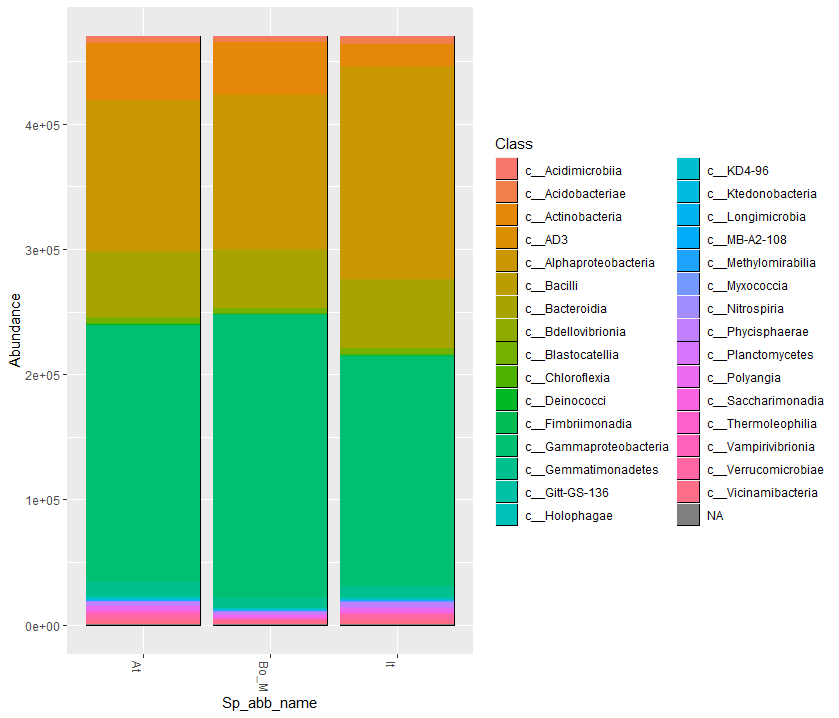 Abundance
4e+05
3e+05
2e+05
1e+05
0e+00
At
Bo_M
It
Sp_abb_name
Class
c__Acidimicrobiia
c__Acidobacteriae
c__Actinobacteria
c__AD3
c__Alphaproteobacteria
c__Bacilli
c__Bacteroidia
c__Bdellovibrionia
c__Blastocatellia
c__Chloroflexia
c__Deinococci
c__Fimbriimonadia
c__Gammaproteobacteria
c__Gemmatimonadetes
c__Gitt-GS-136
c__Holophagae
c__KD4-96
c__Ktedonobacteria
c__Longimicrobia
c__MB-A2-108
c__Methylomirabilia
c__Myxococcia
c__Nitrospiria
c__Phycisphaerae
c__Planctomycetes
c__Polyangia
c__Saccharimonadia
c__Thermoleophilia
c__Vampirivibrionia
c__Verrucomicrobiae
c__Vicinamibacteria
NA